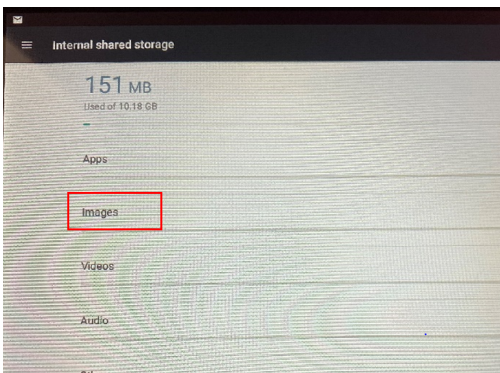 Internal shared storage
151 MB
Used of 10.18 GB
Apps
Images
Videos
Audio